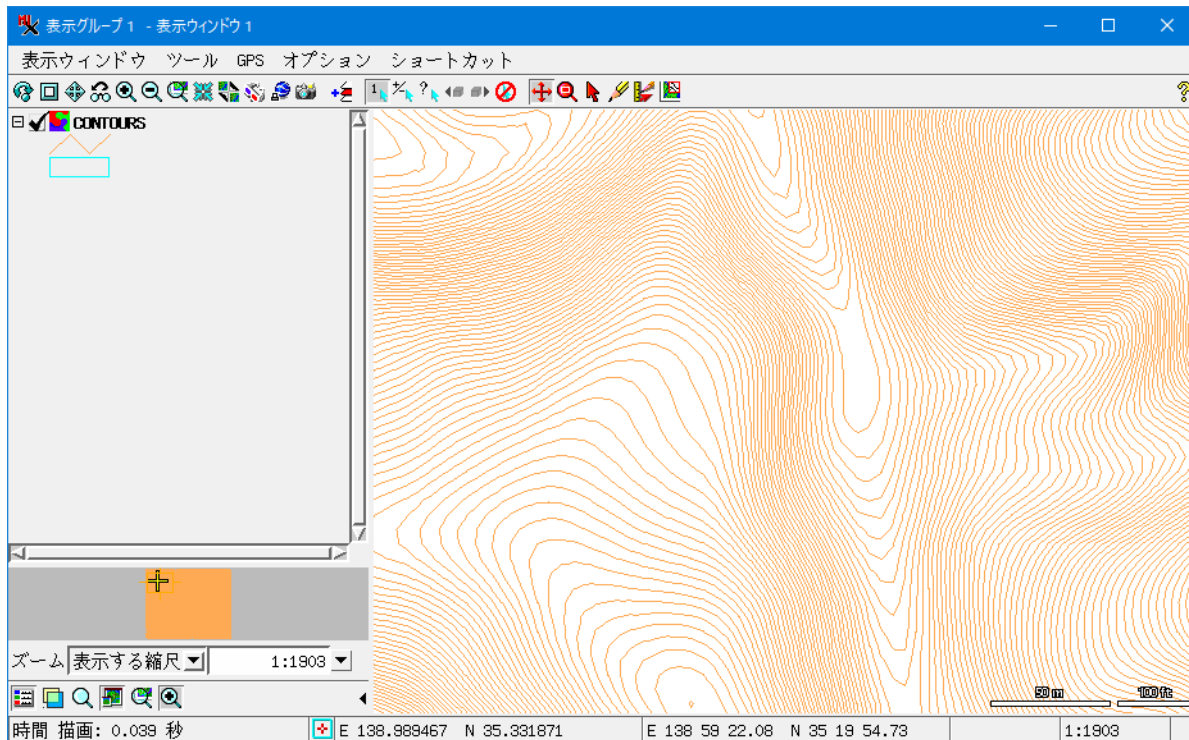 表示グループ1 - 表示ウィンドウ1
表示ウィンドウ ツール GPS オプション ショートカット
CONTOURS
50 m 100 ft
ズーム 表示する縮尺 1:1903
時間 描画: 0.039 秒 E 138.989467 N 35.331871 E 138 59 22.08 N 35 19 54.73 1:1903